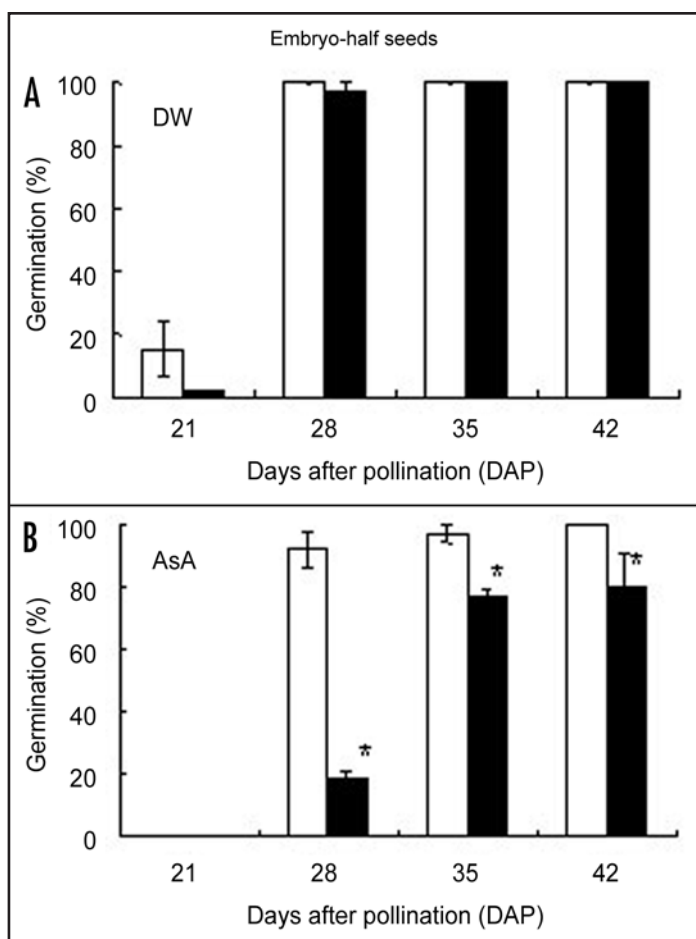 Embryo-half seeds
A
DW
Germination (%)
100
80
60
40
20
0
21 28 35 42
Days after pollination (DAP)
B
AsA
Germination (%)
100
80
60
40
20
0
* * *
21 28 35 42
Days after pollination (DAP)